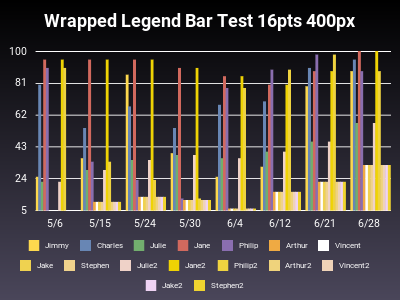 Wrapped Legend Bar Test 16pts 400px
100
81
62
43
24
5
5/6 5/15 5/24 5/30 6/4 6/12 6/21 6/28
Jimmy Charles Julie Jane Philip Arthur Vincent
Jake Stephen Julie2 Jane2 Philip2 Arthur2 Vincent2
Jake2 Stephen2